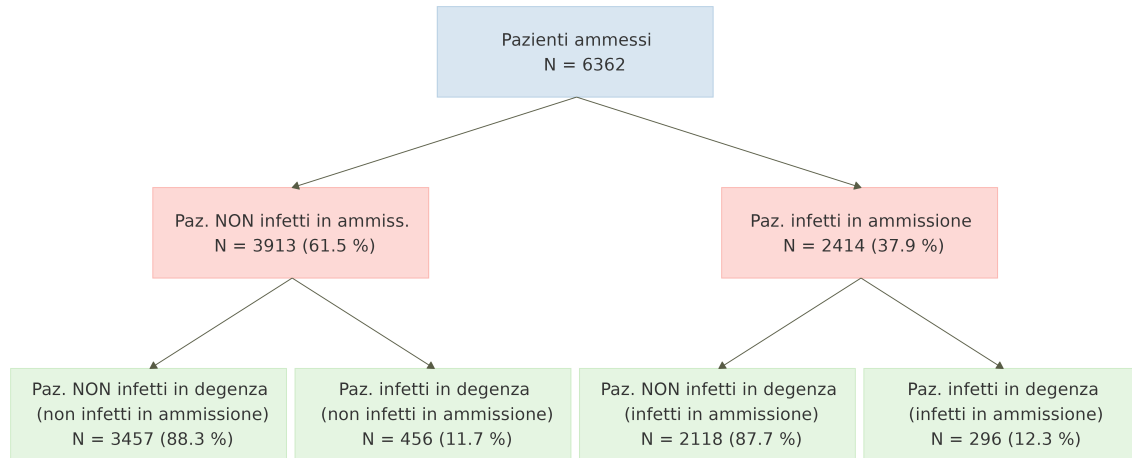 Pazienti ammessi
N = 6362
Paz. NON infetti in ammiss.
N = 3913 (61.5 %)
Paz. infetti in ammissione
N = 2414 (37.9 %)
Paz. NON infetti in degenza
(non infetti in ammissione)
N = 3457 (88.3 %)
Paz. infetti in degenza
(non infetti in ammissione)
N = 456 (11.7 %)
Paz. NON infetti in degenza
(infetti in ammissione)
N = 2118 (87.7 %)
Paz. infetti in degenza
(infetti in ammissione)
N = 296 (12.3 %)